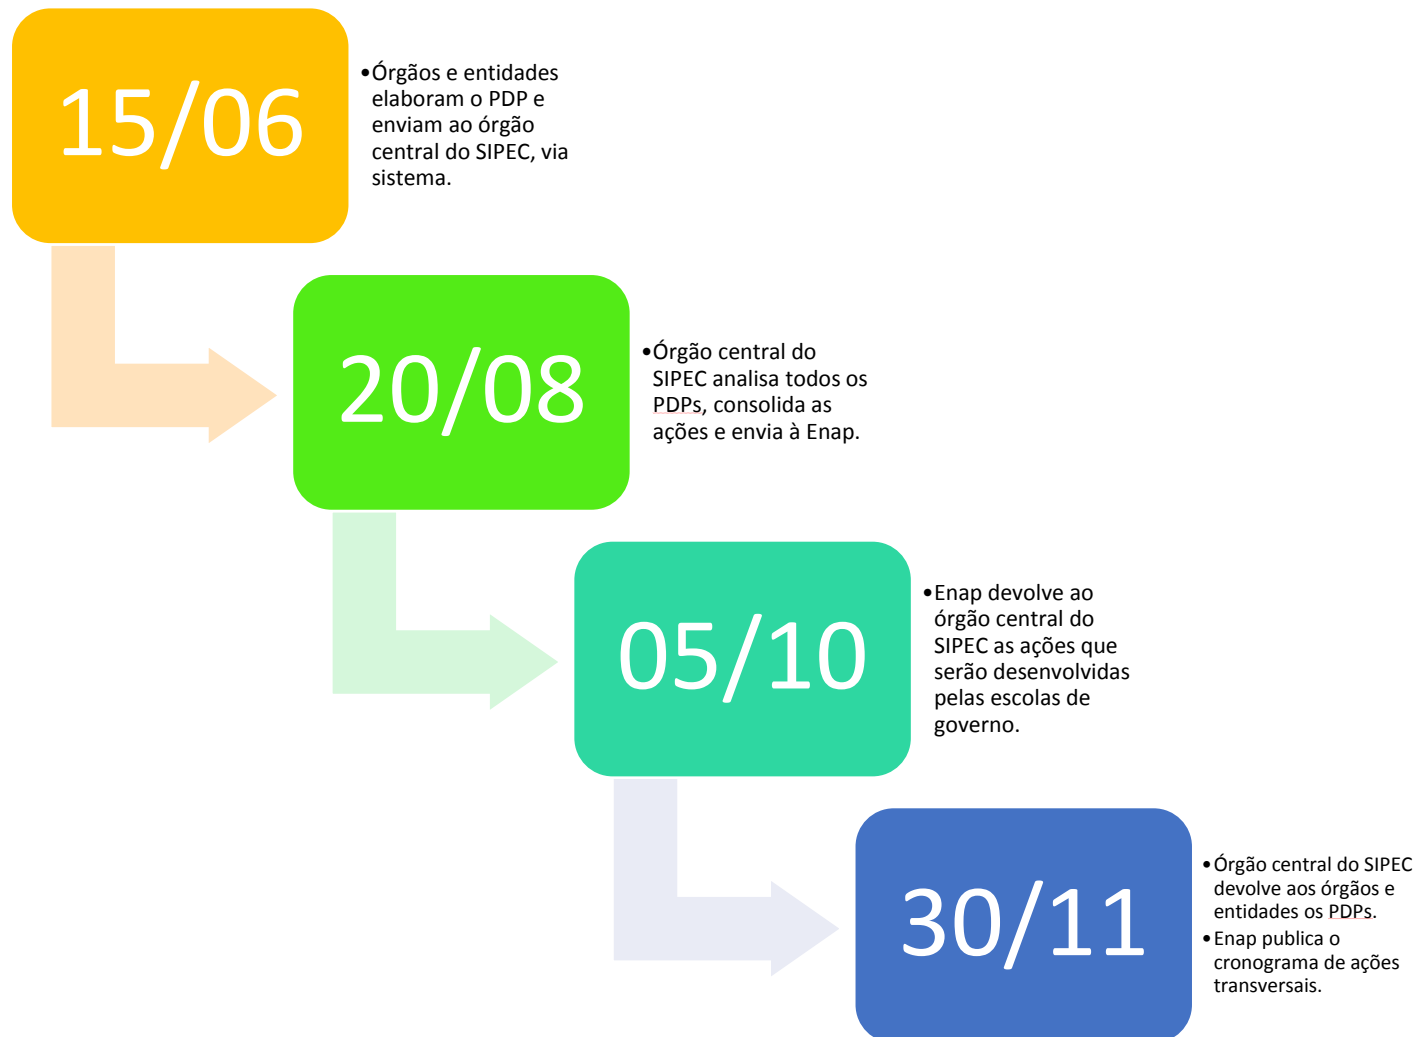 15/06
•Órgãos e entidades
elaboram o PDP e
enviam ao órgão
central do SIPEC, via
sistema.
20/08
•Órgão central do
SIPEC analisa todos os
PDPs, consolida as
ações e envia à Enap.
05/10
•Enap devolve ao
órgão central do
SIPEC as ações que
serão desenvolvidas
pelas escolas de
governo.
30/11
•Órgão central do SIPEC
devolve aos órgãos e
entidades os PDPs.
•Enap publica o
cronograma de ações
transversais.